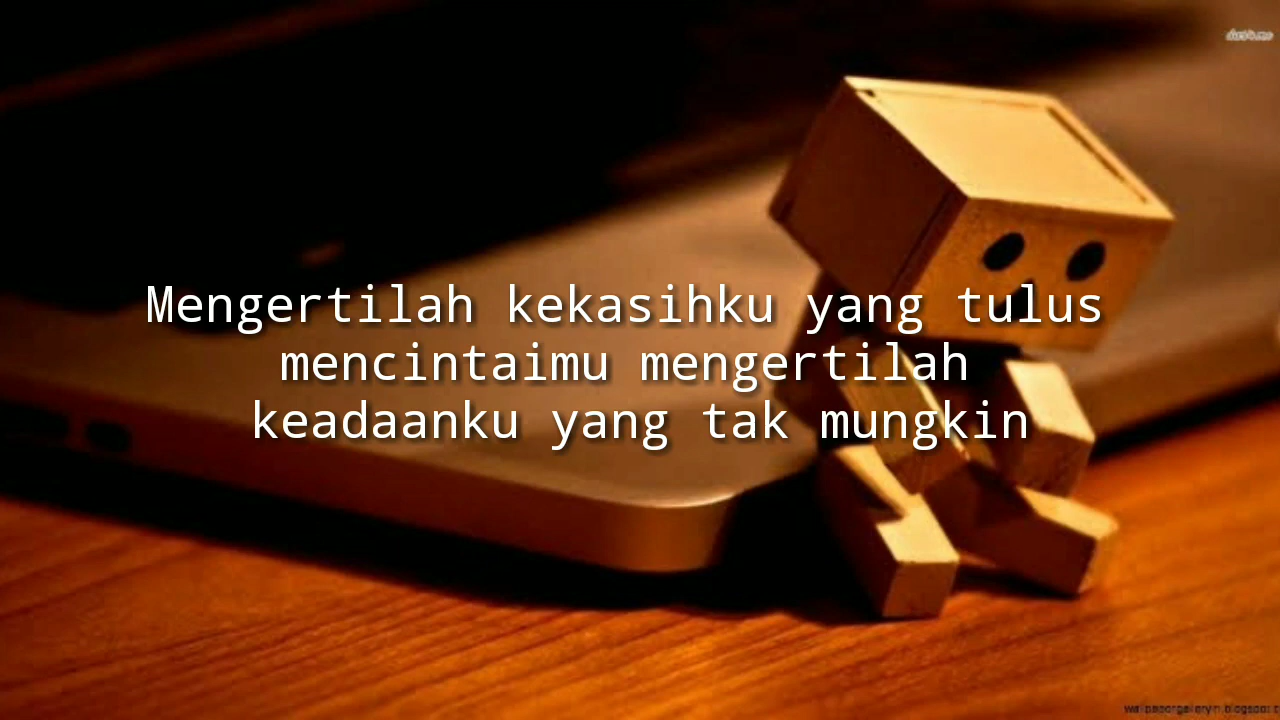 Mengertilah kekasihku yang tulus
mencintaimu mengertilah
keadaanku yang tak mungkin